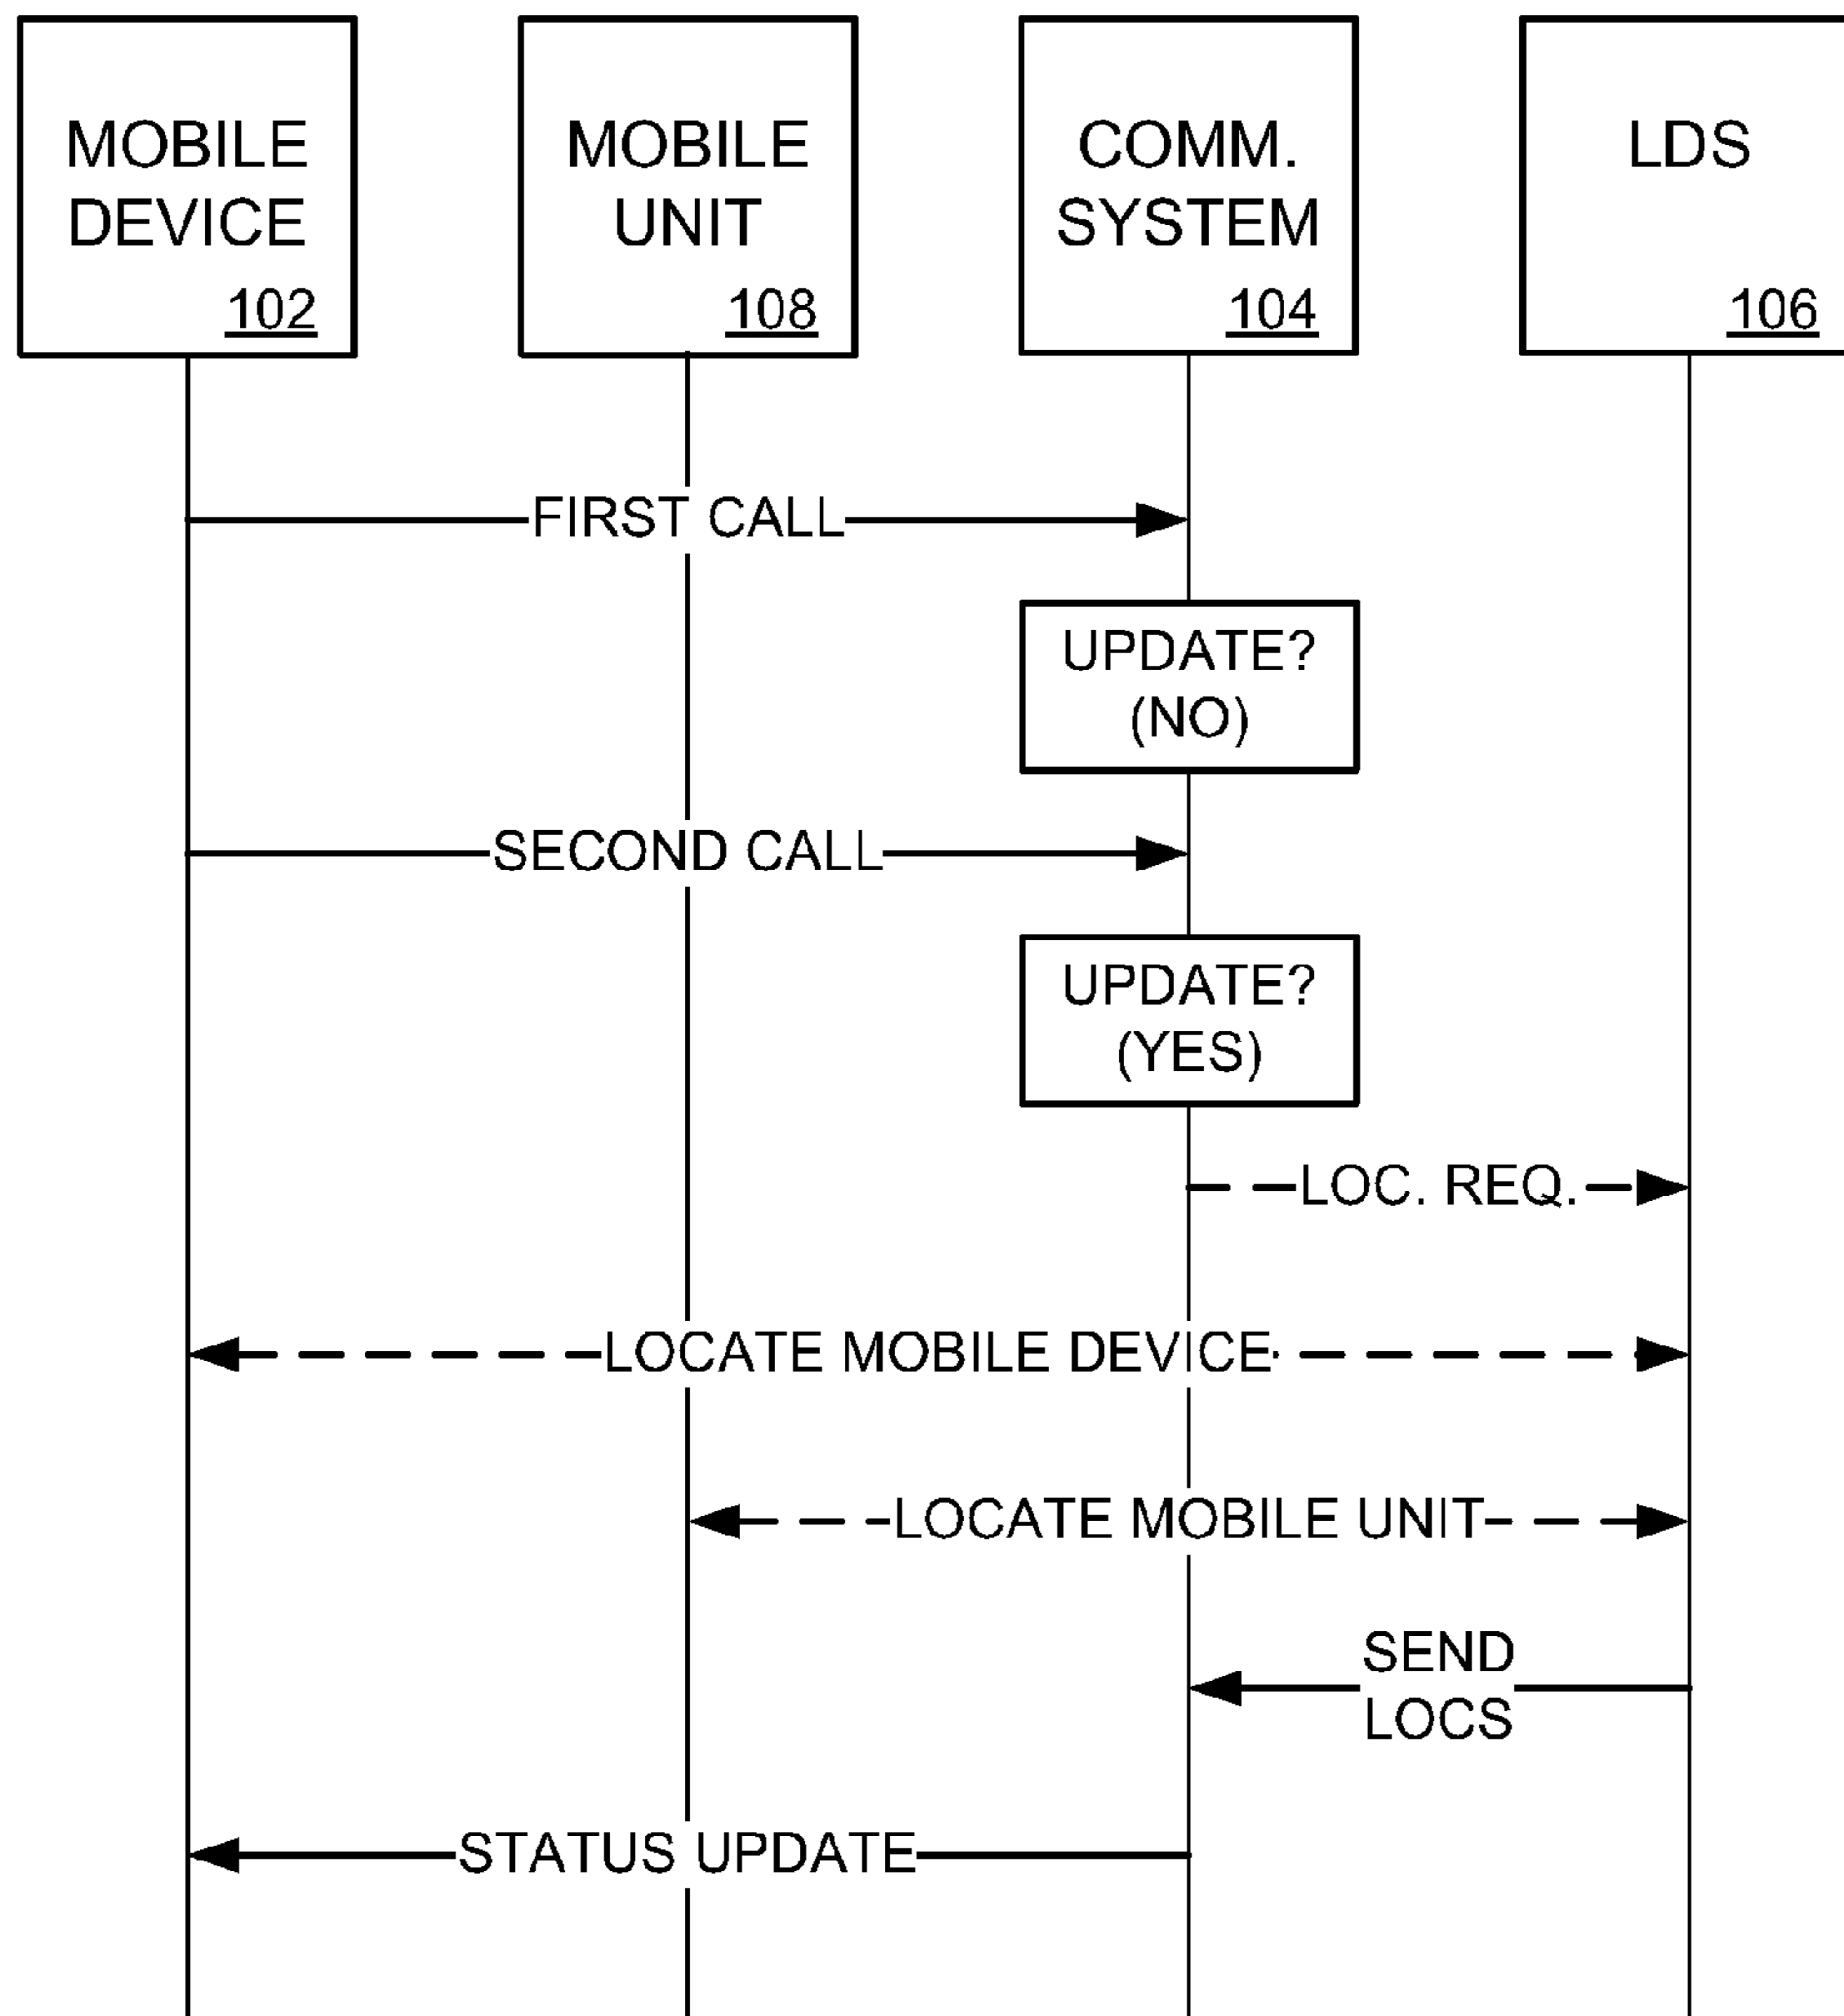 MOBILE
DEVICE
102
MOBILE
UNIT
108
COMM.
SYSTEM
104
LDS
106
FIRST CALL
UPDATE?
(NO)
SECOND CALL
UPDATE?
(YES)
LOC. REQ.
LOCATE MOBILE DEVICE
LOCATE MOBILE UNIT
SEND
LOCS
STATUS UPDATE